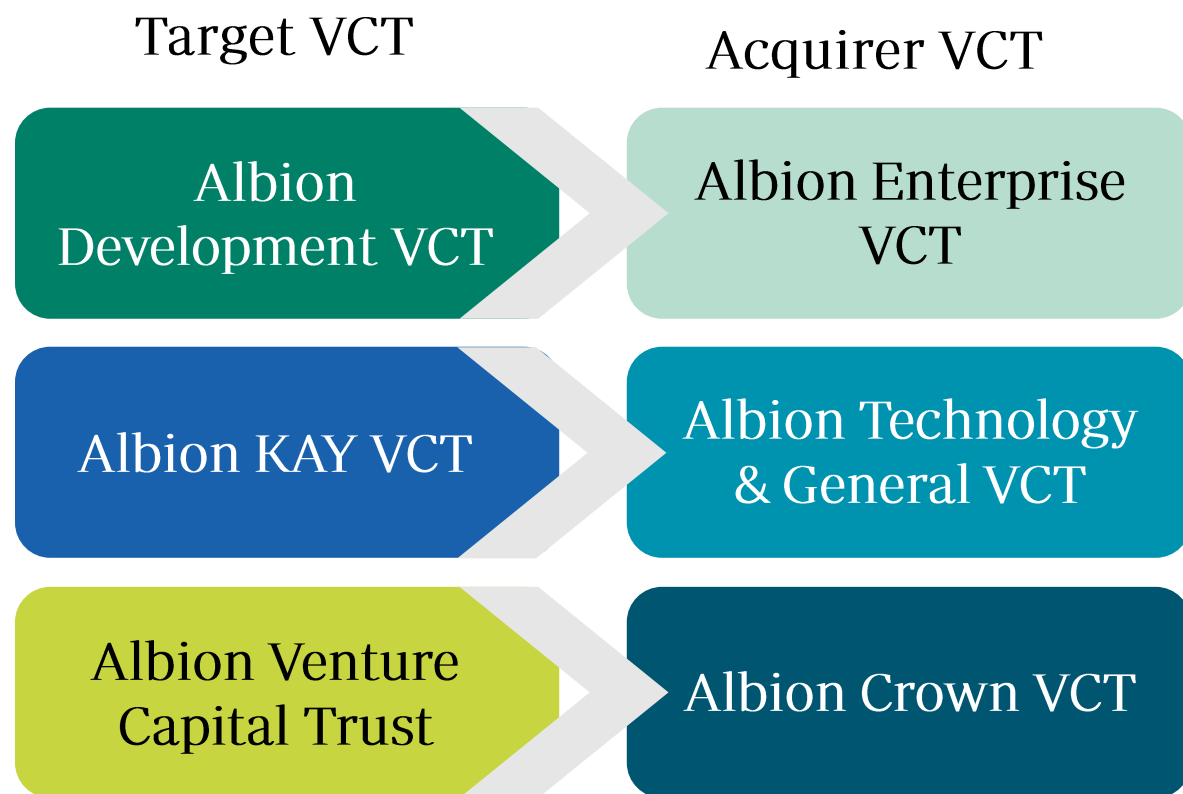 Target VCT
Acquirer VCT
Albion
Development VCT
Albion Enterprise
VCT
Albion KAY VCT
Albion Technology
& General VCT
Albion Venture
Capital Trust
Albion Crown VCT